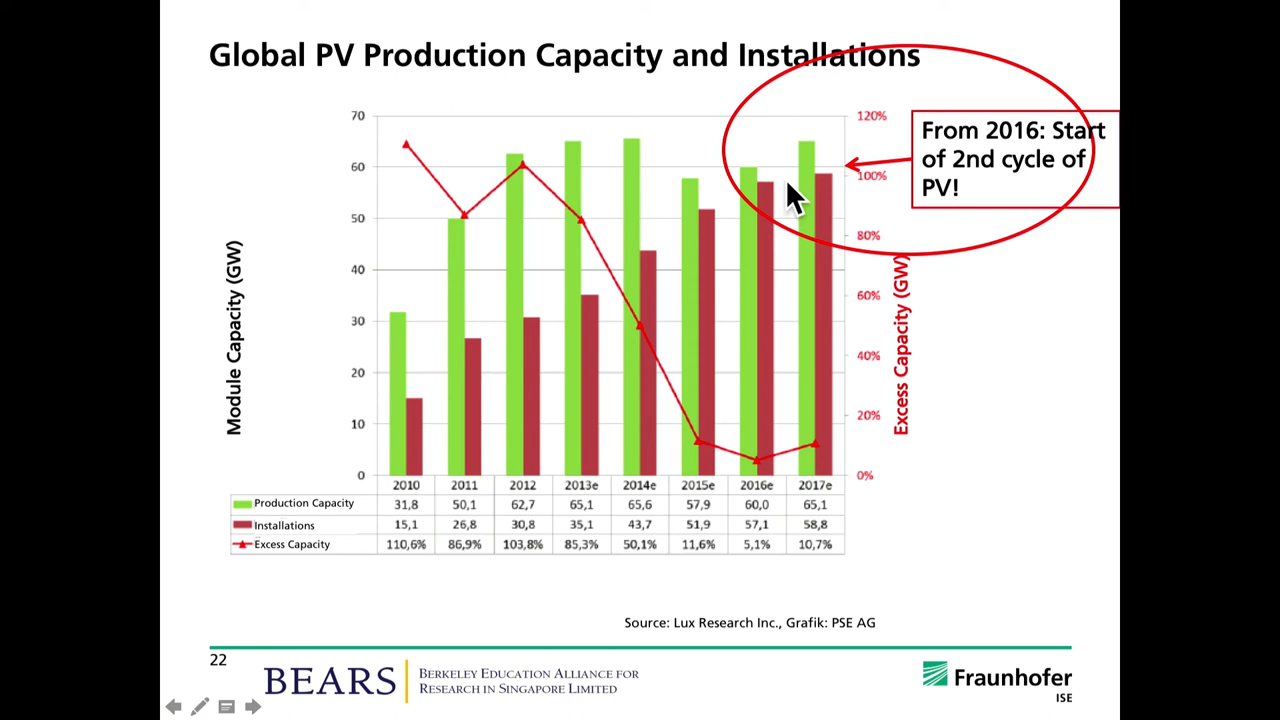 Global PV Production Capacity and Installations
From 2016: Start
of 2nd cycle of
PV!
70
60
50
40
30
20
10
0
120%
100%
80%
60%
40%
20%
0%
Module Capacity (GW)
Excess Capacity (GW)
2010 2011 2012 2013e 2014e 2015e 2016e 2017e
Production Capacity 31,8 50,1 62,7 65,1 65,6 57,9 60,0 65,1
Installations 15,1 26,8 30,8 35,1 43,7 51,9 57,1 58,8
Excess Capacity 110,6% 86,9% 103,8% 85,3% 50,1% 11,6% 5,1% 10,7%
Source: Lux Research Inc., Grafik: PSE AG
22
BEARS
BERKELEY EDUCATION ALLIANCE FOR
RESEARCH IN SINGAPORE LIMITED
Fraunhofer
ISE